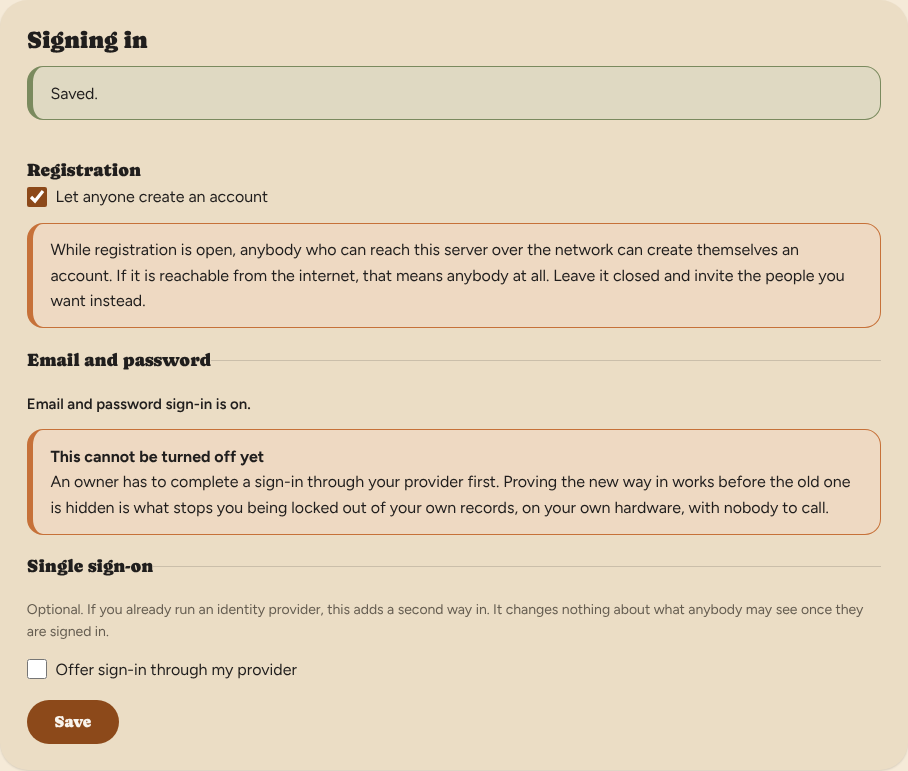 Signing in
Saved.
Registration
Let anyone create an account
While registration is open, anybody who can reach this server over the network can create themselves an
account. If it is reachable from the internet, that means anybody at all. Leave it closed and invite the people you
want instead.
Email and password
Email and password sign-in is on.
This cannot be turned off yet
An owner has to complete a sign-in through your provider first. Proving the new way in works before the old one
is hidden is what stops you being locked out of your own records, on your own hardware, with nobody to call.
Single sign-on
Optional. If you already run an identity provider, this adds a second way in. It changes nothing about what anybody may see once they
are signed in.
Offer sign-in through my provider
Save